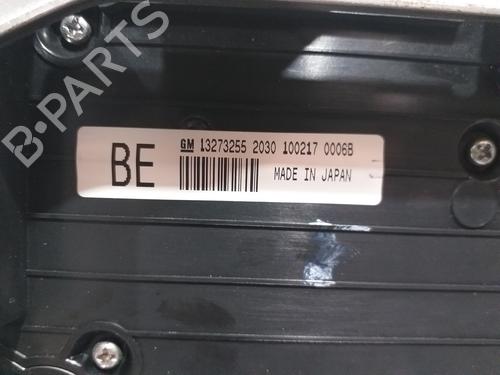 B-PARTS
BE
GM 13273255 2030 100217 0006B
MADE IN JAPAN